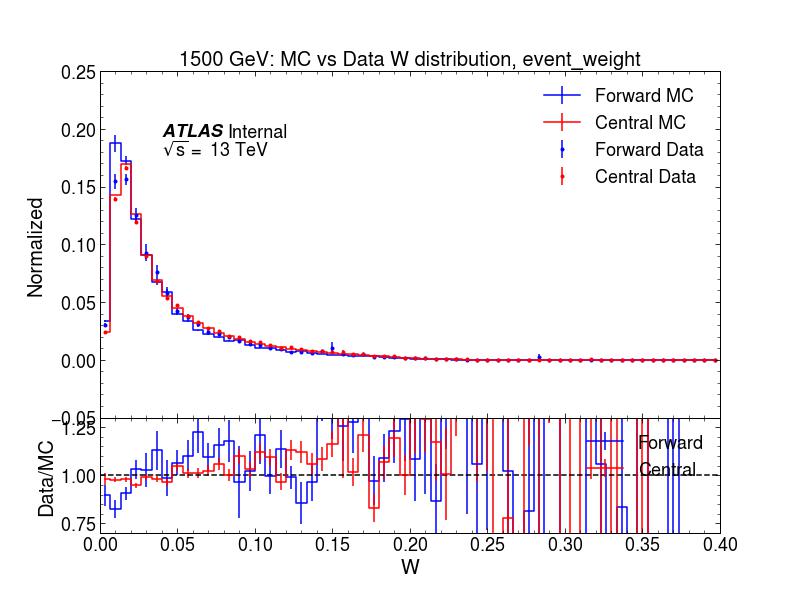 1500 GeV: MC vs Data W distribution, event_weight
0.25
0.20
0.15
0.10
0.05
0.00
−0.05
Normalized
ATLAS Internal
√s = 13 TeV
Forward MC
Central MC
Forward Data
Central Data
1.25
1.00
0.75
Data/MC
Forward
Central
0.00 0.05 0.10 0.15 0.20 0.25 0.30 0.35 0.40
W